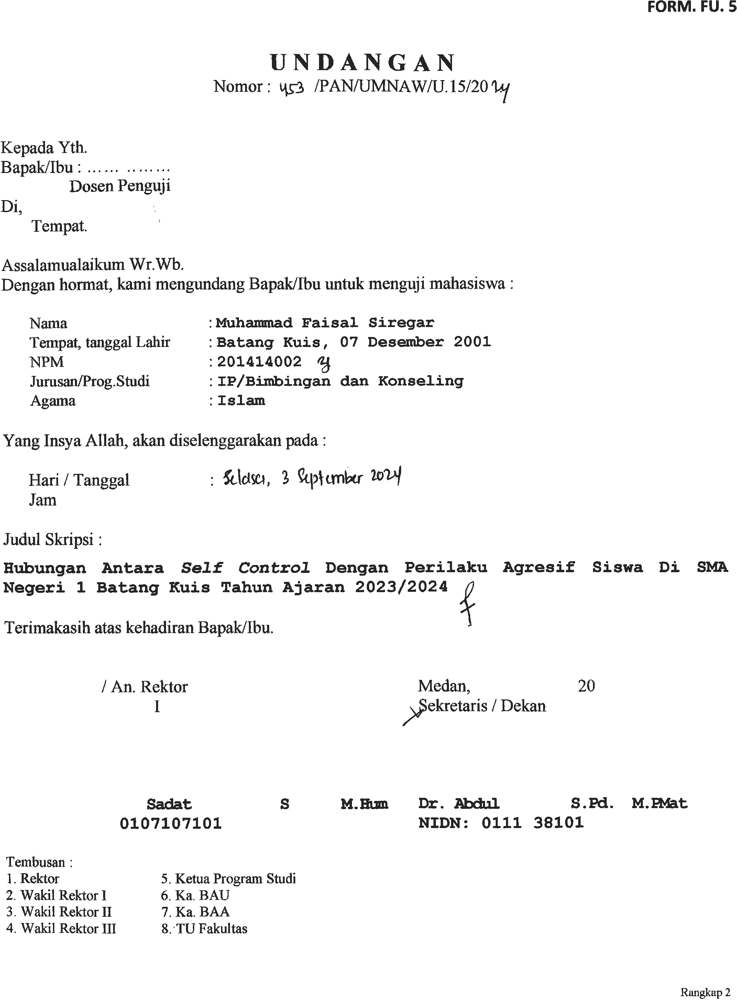 FORM. FU. 5
UNDANGAN
Nomor : 453 /PAN/UMNAW/U.15/2024
Kepada Yth.
Bapak/Ibu : ...... .........
Dosen Penguji
Di,
Tempat.
Assalamualaikum Wr.Wb.
Dengan hormat, kami mengundang Bapak/Ibu untuk menguji mahasiswa :
Nama : Muhammad Faisal Siregar
Tempat, tanggal Lahir : Batang Kuis, 07 Desember 2001
NPM : 201414002
Jurusan/Prog.Studi : IP/Bimbingan dan Konseling
Agama : Islam
Yang Insya Allah, akan diselenggarakan pada :
Hari / Tanggal : Selasa, 3 September 2024
Jam
Judul Skripsi :
Hubungan Antara Self Control Dengan Perilaku Agresif Siswa Di SMA
Negeri 1 Batang Kuis Tahun Ajaran 2023/2024
Terimakasih atas kehadiran Bapak/Ibu.
/ An. Rektor Medan, 20
I Sekretaris / Dekan
Sadat S M.Hum Dr. Abdul S.Pd. M.PMat
0107107101 NIDN: 0111 38101
Tembusan :
1. Rektor 5. Ketua Program Studi
2. Wakil Rektor I 6. Ka. BAU
3. Wakil Rektor II 7. Ka. BAA
4. Wakil Rektor III 8. TU Fakultas
Rangkap 2